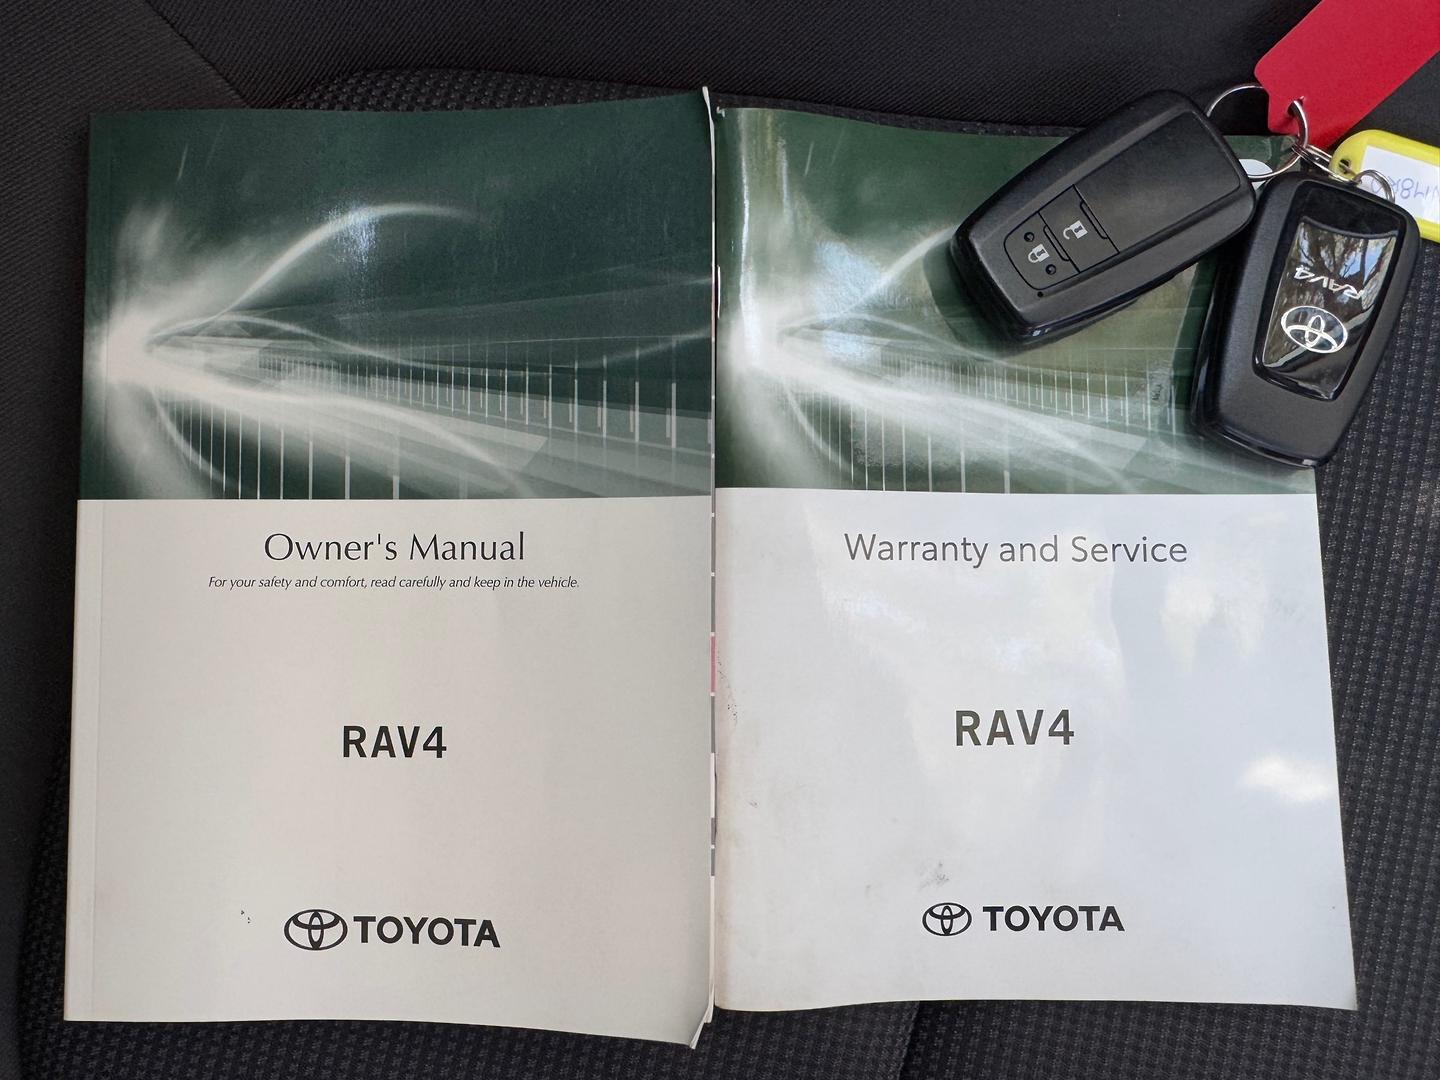 Owner's Manual
For your safety and comfort, read carefully and keep in the vehicle.
RAV4
TOYOTA
Warranty and Service
RAV4
TOYOTA
RAV4